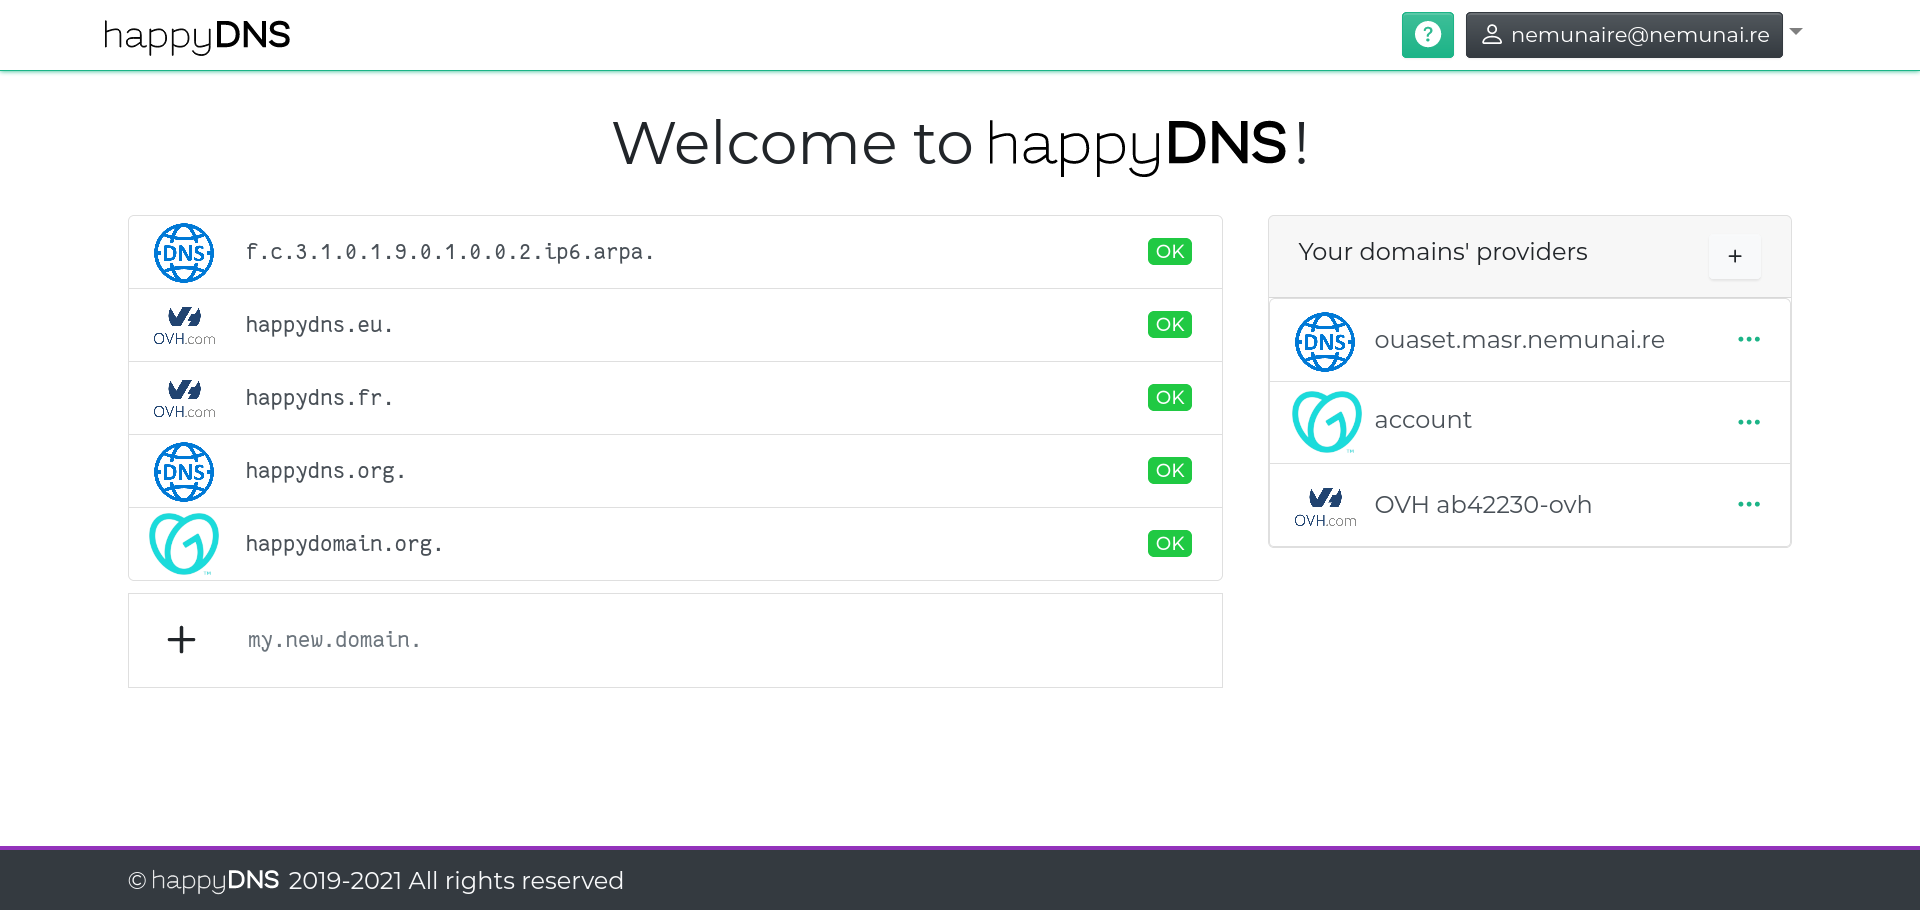 happyDNS
nemunaire@nemunai.re
Welcome to happyDNS!
DNS
f.c.3.1.0.1.9.0.1.0.0.2.ip6.arpa.
OK
OVH.com
happydns.eu.
OK
OVH.com
happydns.fr.
OK
DNS
happydns.org.
OK
happydomain.org.
OK
+
my.new.domain.
Your domains' providers
+
DNS
ouaset.masr.nemunai.re
account
OVH.com
OVH ab42230-ovh
© happyDNS 2019-2021 All rights reserved